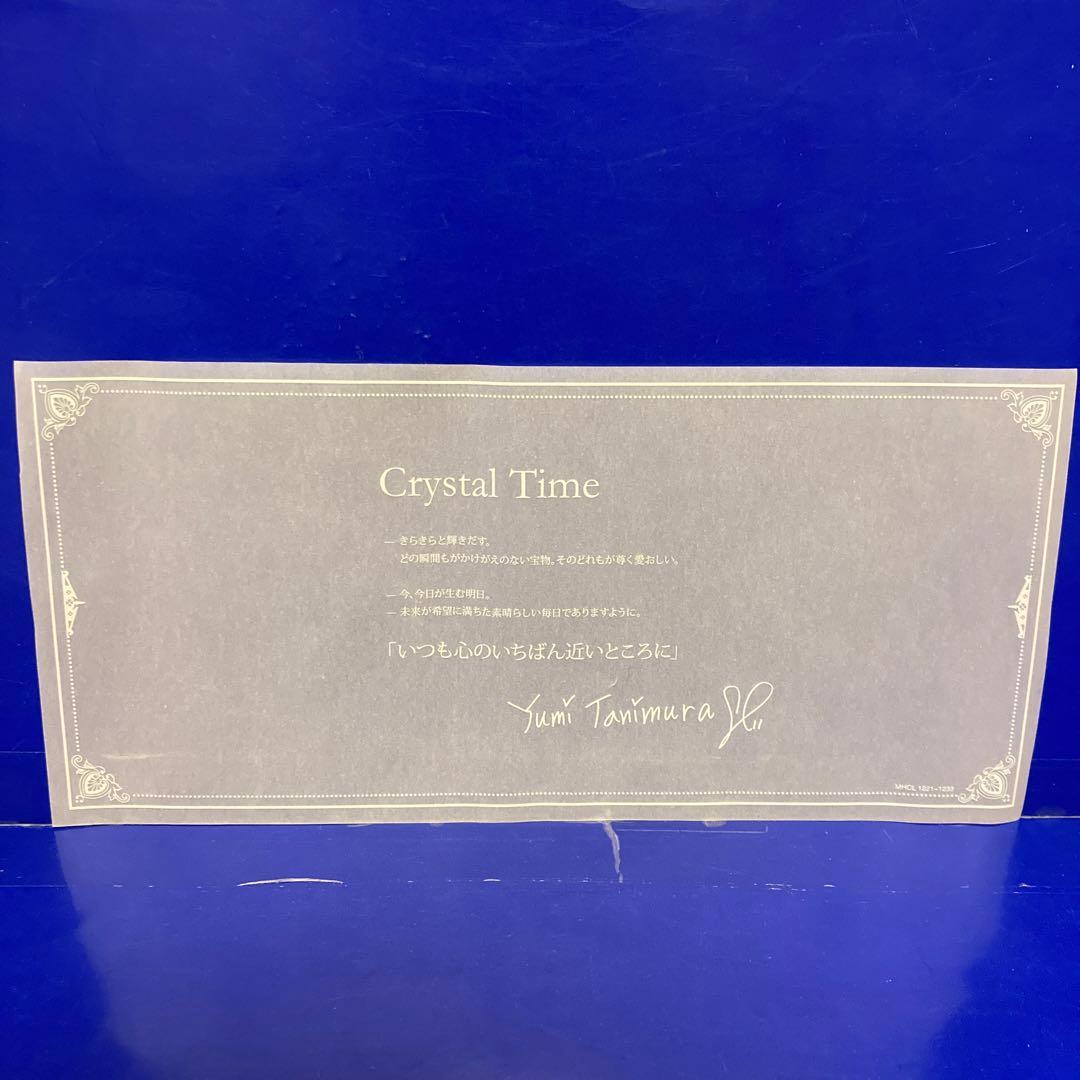 Crystal Time
— きらきらと輝きだす。
どの瞬間もがかけがえのない宝物。そのどれもが尊く愛おしい。
— 今、今日が生む明日。
— 未来が希望に満ちた素晴らしい毎日でありますように。
「いつも心のいちばん近いところに」
Yumi Tanimura
MHCL 1221~1233